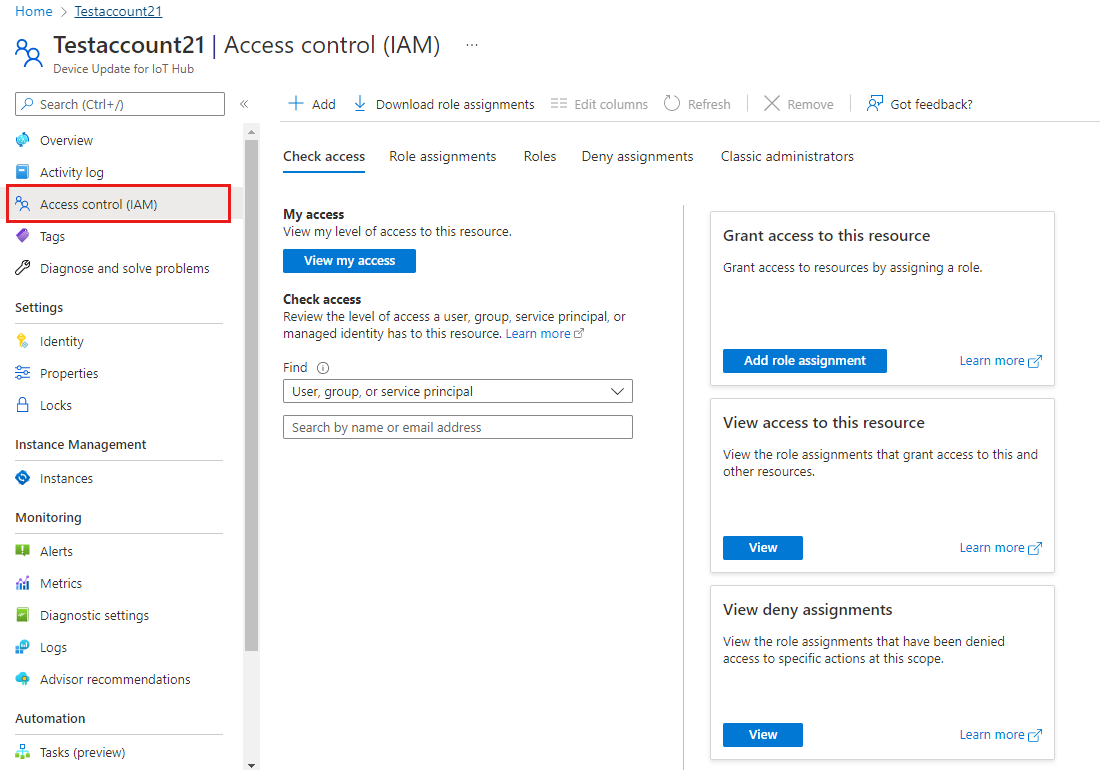 Home > Testaccount21
Testaccount21 | Access control (IAM) ...
Device Update for IoT Hub
Search (Ctrl+/)
«
Overview
Activity log
Access control (IAM)
Tags
Diagnose and solve problems
Settings
Identity
Properties
Locks
Instance Management
Instances
Monitoring
Alerts
Metrics
Diagnostic settings
Logs
Advisor recommendations
Automation
Tasks (preview)
Add Download role assignments Edit columns Refresh Remove Got feedback?
Check access Role assignments Roles Deny assignments Classic administrators
My access
View my level of access to this resource.
View my access
Check access
Review the level of access a user, group, service principal, or
managed identity has to this resource. Learn more
Find
User, group, or service principal
Search by name or email address
Grant access to this resource
Grant access to resources by assigning a role.
Add role assignment Learn more
View access to this resource
View the role assignments that grant access to this and
other resources.
View Learn more
View deny assignments
View the role assignments that have been denied
access to specific actions at this scope.
View Learn more